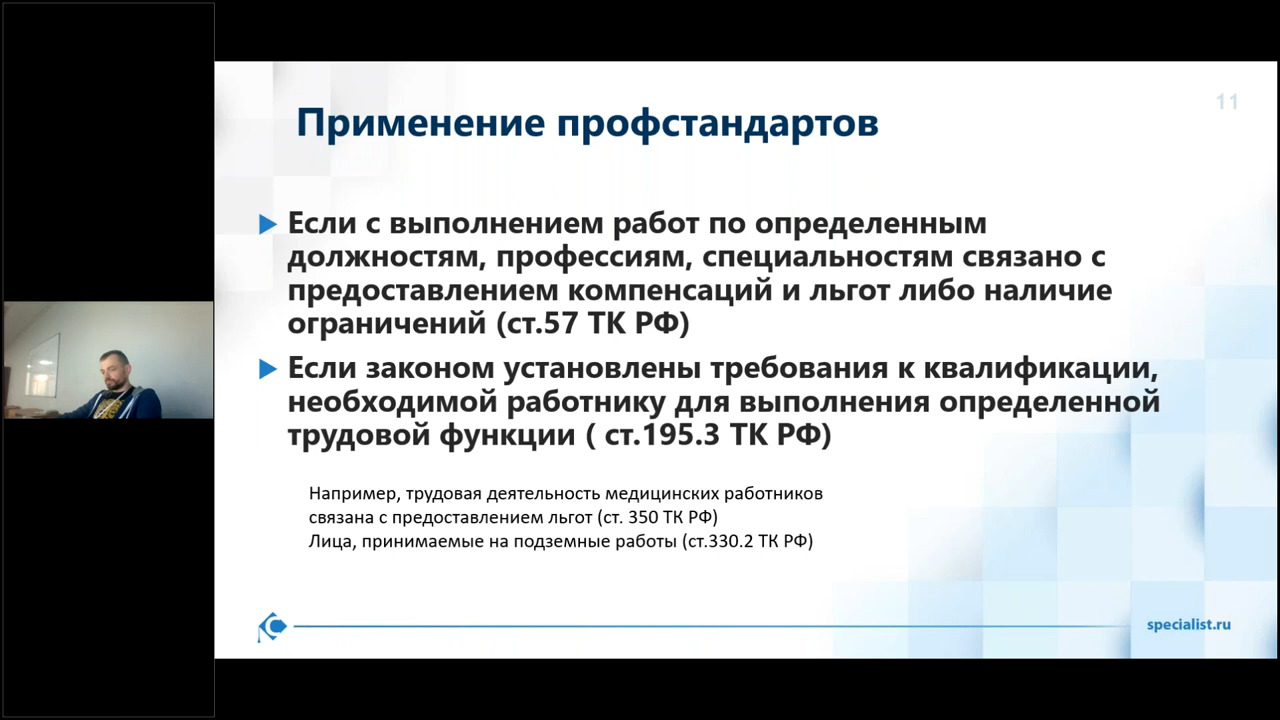 11
Применение профстандартов
Если с выполнением работ по определенным
должностям, профессиям, специальностям связано с
предоставлением компенсаций и льгот либо наличие
ограничений (ст.57 ТК РФ)
Если законом установлены требования к квалификации,
необходимой работнику для выполнения определенной
трудовой функции ( ст.195.3 ТК РФ)
Например, трудовая деятельность медицинских работников
связана с предоставлением льгот (ст. 350 ТК РФ)
Лица, принимаемые на подземные работы (ст.330.2 ТК РФ)
specialist.ru